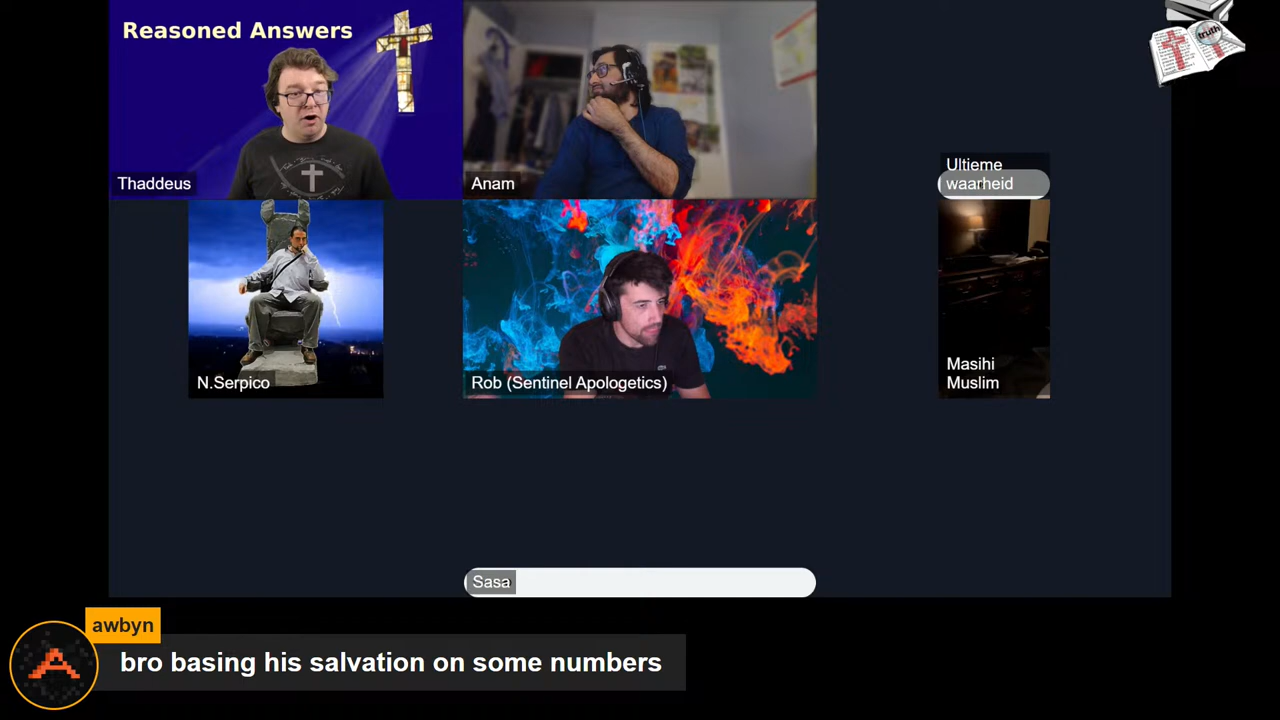 Reasoned Answers
truth
Thaddeus
Anam
Ultieme
waarheid
N.Serpico
Rob (Sentinel Apologetics)
Masihi
Muslim
Sasa
awbyn
bro basing his salvation on some numbers